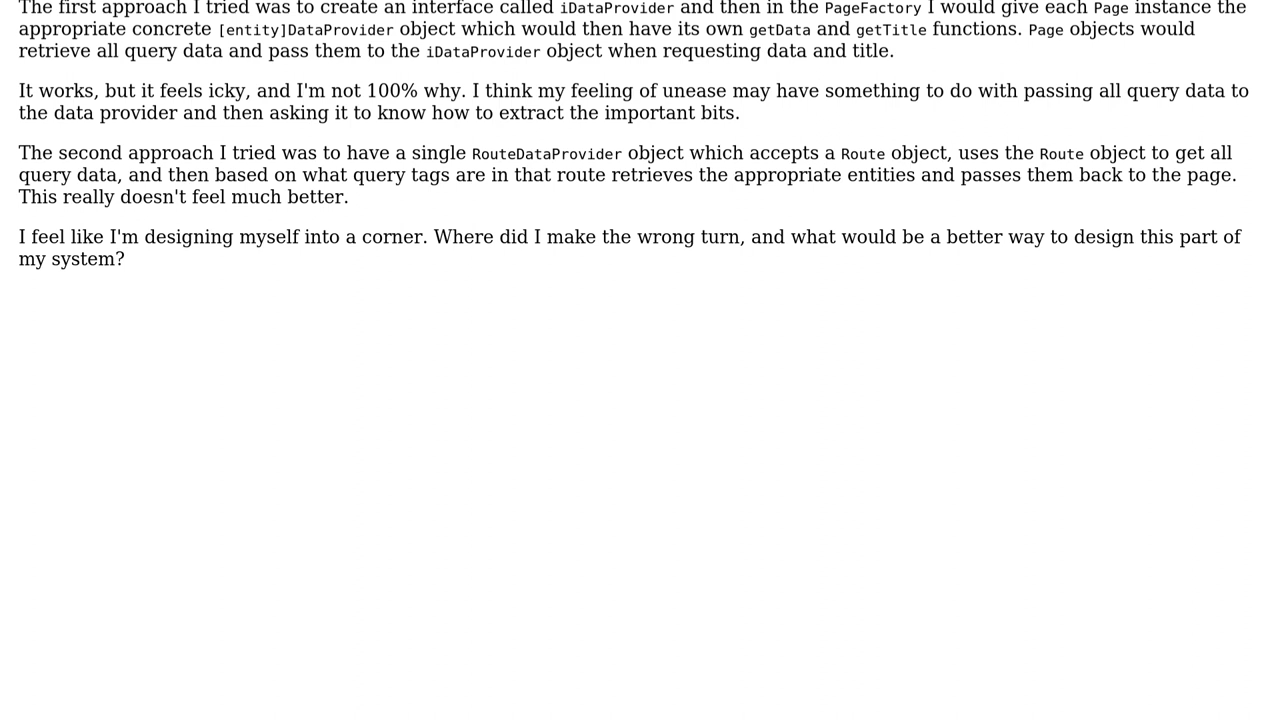 The first approach I tried was to create an interface called iDataProvider and then in the PageFactory I would give each Page instance the
appropriate concrete [entity]DataProvider object which would then have its own getData and getTitle functions. Page objects would
retrieve all query data and pass them to the iDataProvider object when requesting data and title.
It works, but it feels icky, and I'm not 100% why. I think my feeling of unease may have something to do with passing all query data to
the data provider and then asking it to know how to extract the important bits.
The second approach I tried was to have a single RouteDataProvider object which accepts a Route object, uses the Route object to get all
query data, and then based on what query tags are in that route retrieves the appropriate entities and passes them back to the page.
This really doesn't feel much better.
I feel like I'm designing myself into a corner. Where did I make the wrong turn, and what would be a better way to design this part of
my system?